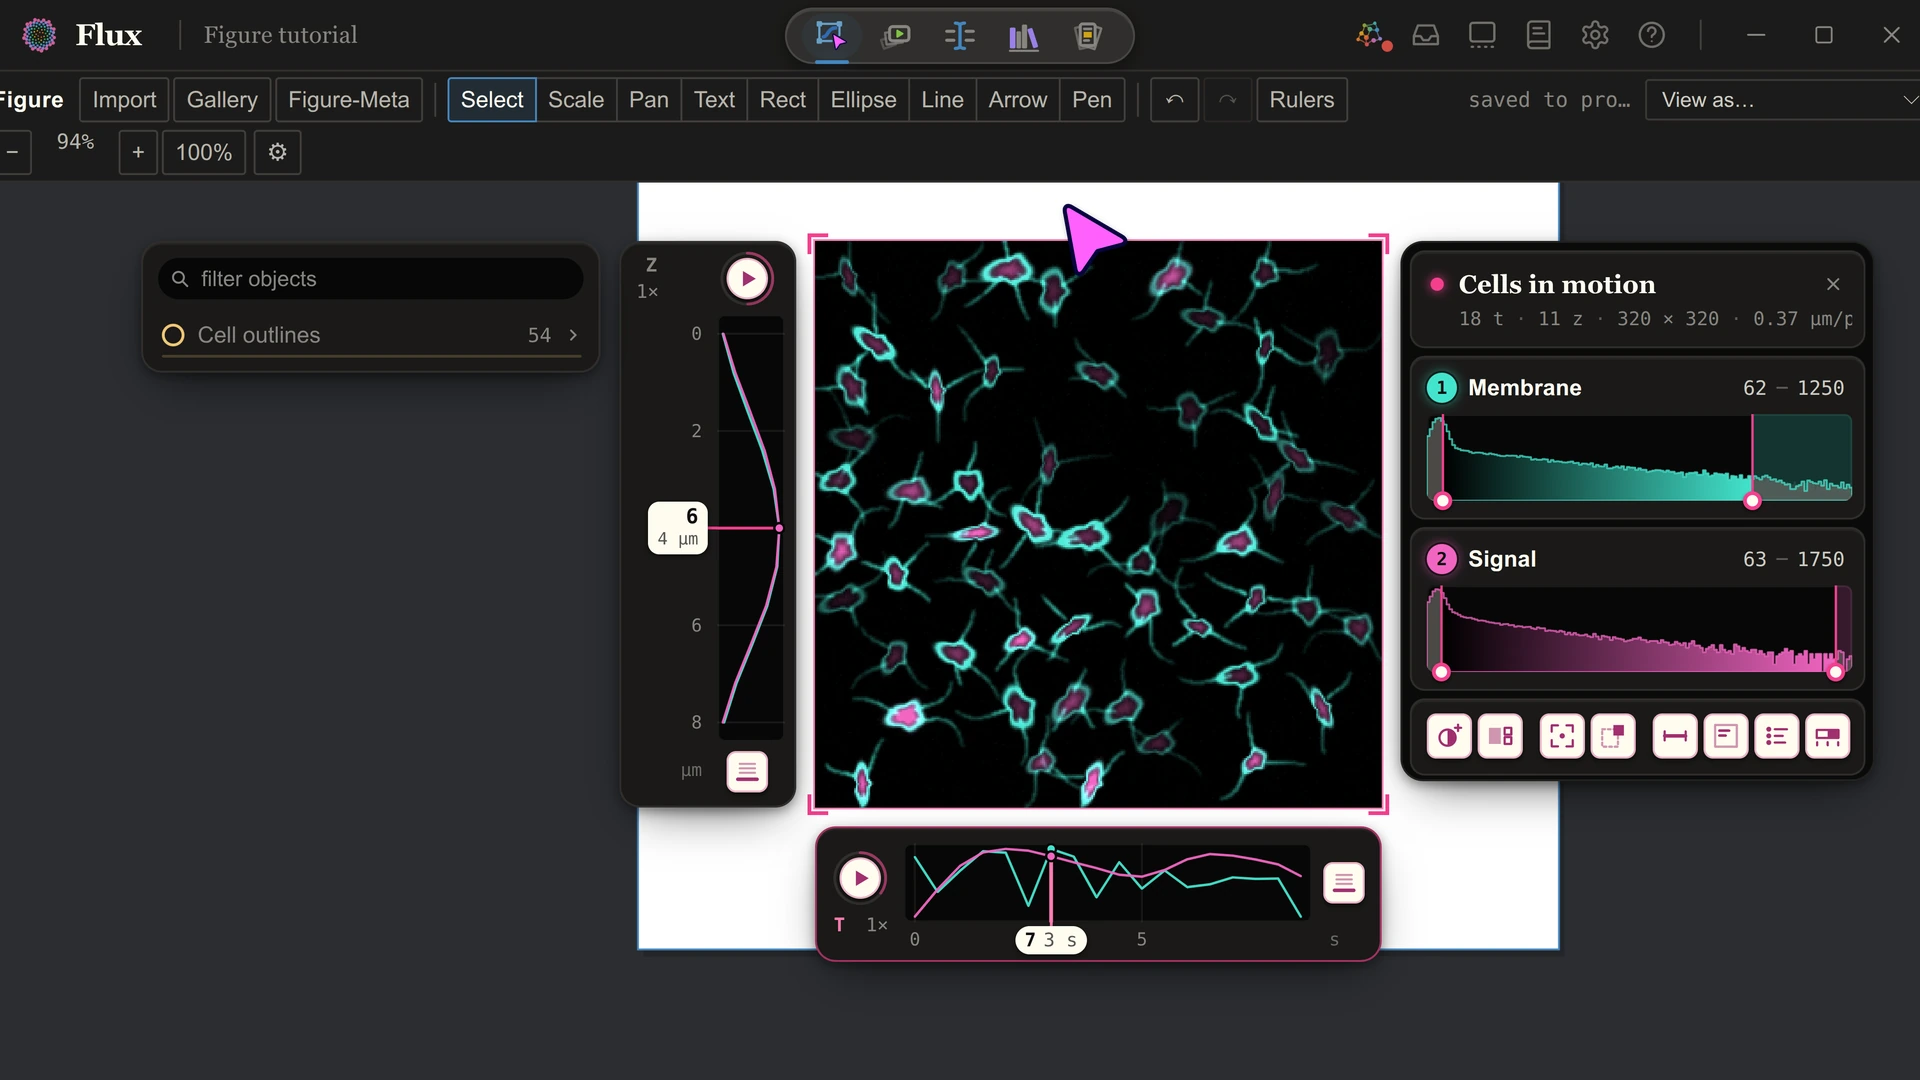 Flux
Figure tutorial
Figure
Import
Gallery
Figure-Meta
Select
Scale
Pan
Text
Rect
Ellipse
Line
Arrow
Pen
Rulers
saved to pro…
View as…
−
94%
+
100%
filter objects
Cell outlines
54
Z
1×
0
2
6
4 µm
6
8
µm
Cells in motion
18 t · 11 z · 320 × 320 · 0.37 µm/p
1
Membrane
62 – 1250
2
Signal
63 – 1750
T
1×
0
7 3 s
5
s